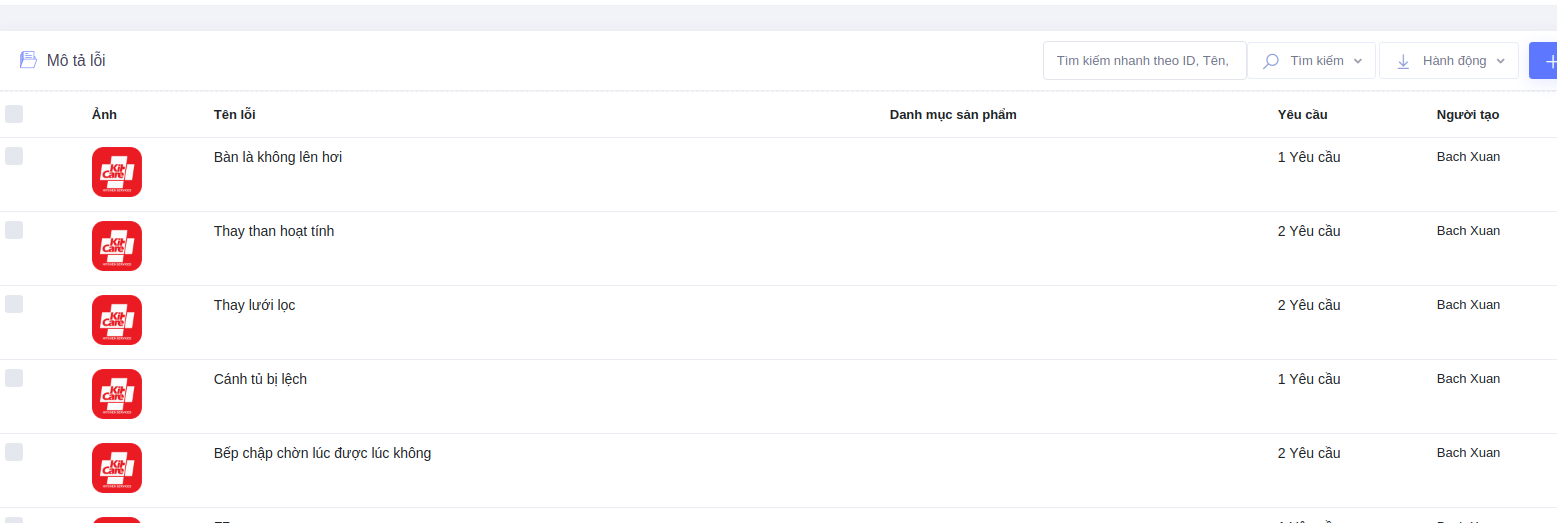 Mô tả lỗi
Tìm kiếm nhanh theo ID, Tên,
Tìm kiếm
Hành động
Ảnh Tên lỗi Danh mục sản phẩm Yêu cầu Người tạo
Kit Care
Bàn là không lên hơi 1 Yêu cầu Bach Xuan
Kit Care
Thay than hoạt tính 2 Yêu cầu Bach Xuan
Kit Care
Thay lưới lọc 2 Yêu cầu Bach Xuan
Kit Care
Cánh tủ bị lệch 1 Yêu cầu Bach Xuan
Kit Care
Bếp chập chờn lúc được lúc không 2 Yêu cầu Bach Xuan